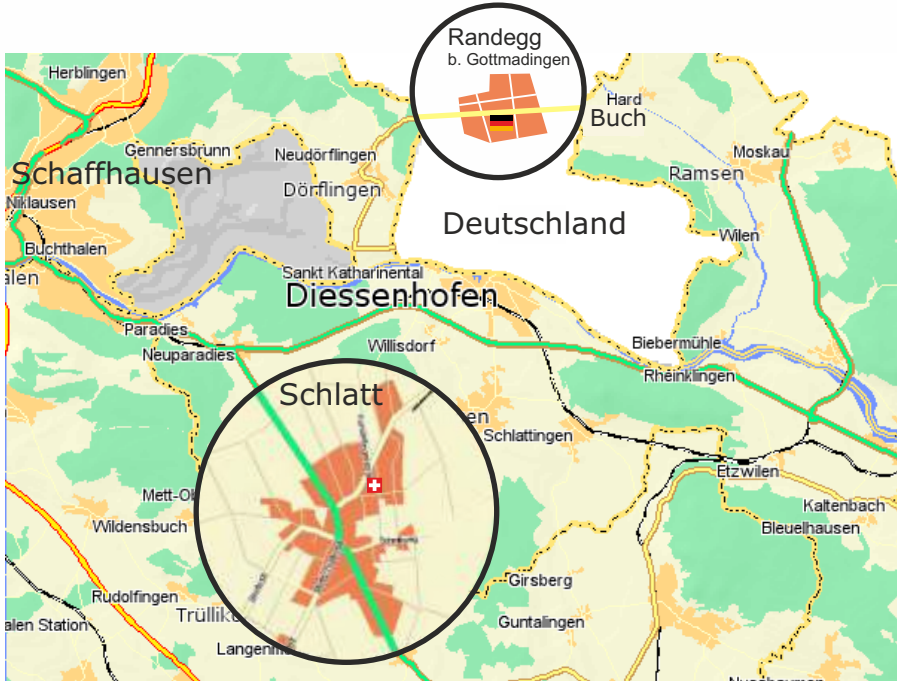 Randegg
b. Gottmadingen
Herblingen
Hard
Buch
Gennersbrunn
Neudörflingen
Moskau
Schaffhausen
Dörflingen
Ramsen
Niklausen
Deutschland
Wilen
Buchthalen
Sankt Katharinental
Diessenhofen
Paradies
Neuparadies
Willisdorf
Biebermühle
Rheinklingen
Schlatt
Schlattingen
Etzwilen
Kaltenbach
Wildensbuch
Bleuelhausen
Girsberg
Rudolfingen
Guntalingen